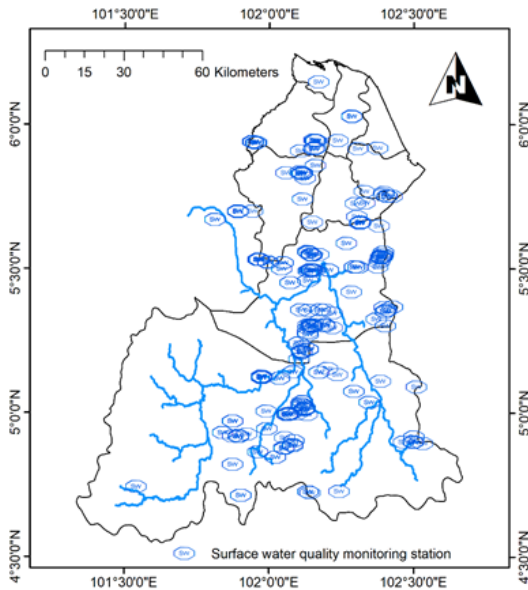 101°30'0"E 102°0'0"E 102°30'0"E
0 15 30 60 Kilometers
N
6°0'0"N 6°0'0"N
5°30'0"N 5°30'0"N
5°0'0"N 5°0'0"N
4°30'0"N 4°30'0"N
SW Surface water quality monitoring station
101°30'0"E 102°0'0"E 102°30'0"E